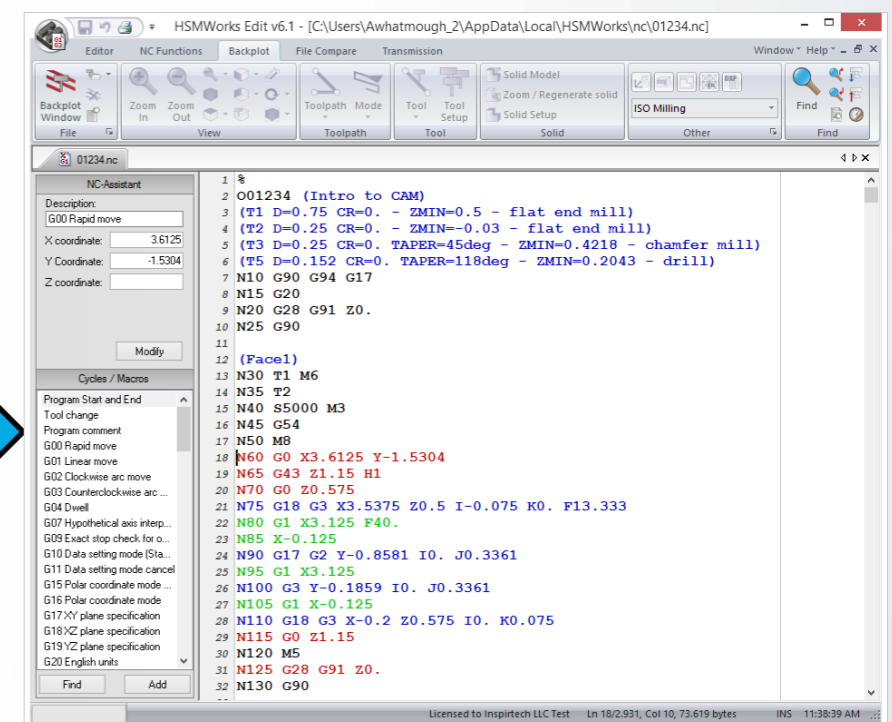 HSMWorks Edit v6.1 - [C:\Users\Awhatmough_2\AppData\Local\HSMWorks\nc\01234.nc]
Editor NC Functions Backplot File Compare Transmission Window Help
Backplot Window
Zoom In
Zoom Out
Toolpath Mode
Tool
Tool Setup
Solid Model
Zoom / Regenerate solid
Solid Setup
DXF
ISO Milling
Find
File View Toolpath Tool Solid Other Find
01234.nc
NC-Assistant
Description:
G00 Rapid move
X coordinate: 3.6125
Y Coordinate: -1.5304
Z coordinate:
Modify
Cycles / Macros
Program Start and End
Tool change
Program comment
G00 Rapid move
G01 Linear move
G02 Clockwise arc move
G03 Counterclockwise arc ...
G04 Dwell
G07 Hypothetical axis interp...
G09 Exact stop check for o...
G10 Data setting mode (Sta...
G11 Data setting mode cancel
G15 Polar coordinate mode ...
G16 Polar coordinate mode
G17 XY plane specification
G18 XZ plane specification
G19 YZ plane specification
G20 English units
Find Add
1 %
2 O01234 (Intro to CAM)
3 (T1 D=0.75 CR=0. - ZMIN=0.5 - flat end mill)
4 (T2 D=0.25 CR=0. - ZMIN=-0.03 - flat end mill)
5 (T3 D=0.25 CR=0. TAPER=45deg - ZMIN=0.4218 - chamfer mill)
6 (T5 D=0.152 CR=0. TAPER=118deg - ZMIN=0.2043 - drill)
7 N10 G90 G94 G17
8 N15 G20
9 N20 G28 G91 Z0.
10 N25 G90
11
12 (Face1)
13 N30 T1 M6
14 N35 T2
15 N40 S5000 M3
16 N45 G54
17 N50 M8
18 N60 G0 X3.6125 Y-1.5304
19 N65 G43 Z1.15 H1
20 N70 G0 Z0.575
21 N75 G18 G3 X3.5375 Z0.5 I-0.075 K0. F13.333
22 N80 G1 X3.125 F40.
23 N85 X-0.125
24 N90 G17 G2 Y-0.8581 I0. J0.3361
25 N95 G1 X3.125
26 N100 G3 Y-0.1859 I0. J0.3361
27 N105 G1 X-0.125
28 N110 G18 G3 X-0.2 Z0.575 I0. K0.075
29 N115 G0 Z1.15
30 N120 M5
31 N125 G28 G91 Z0.
32 N130 G90
Licensed to Inspirtech LLC Test Ln 18/2.931, Col 10, 73.619 bytes INS 11:38:39 AM